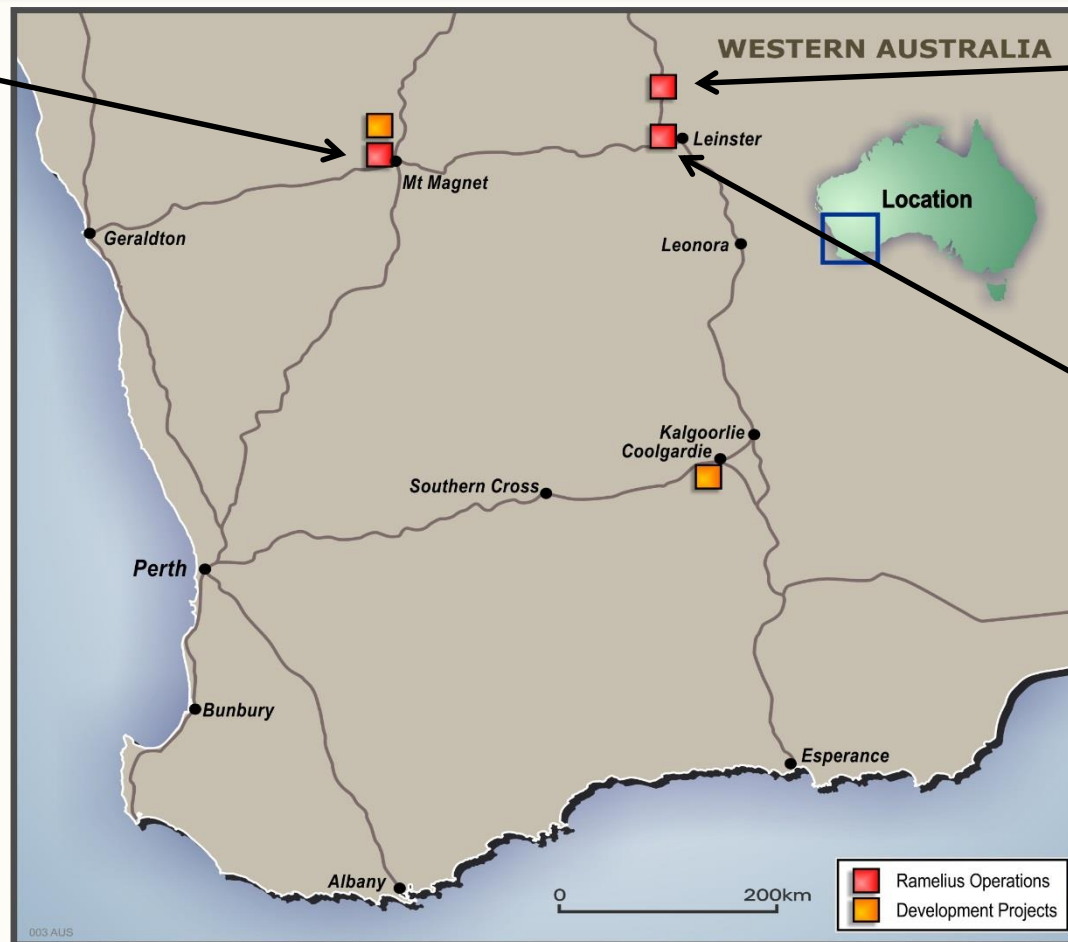 WESTERN AUSTRALIA
Leinster
Mt Magnet
Location
Geraldton
Leonora
Kalgoorlie
Coolgardie
Southern Cross
Perth
Bunbury
Esperance
Albany
0 200km
Ramelius Operations
Development Projects
003 AUS